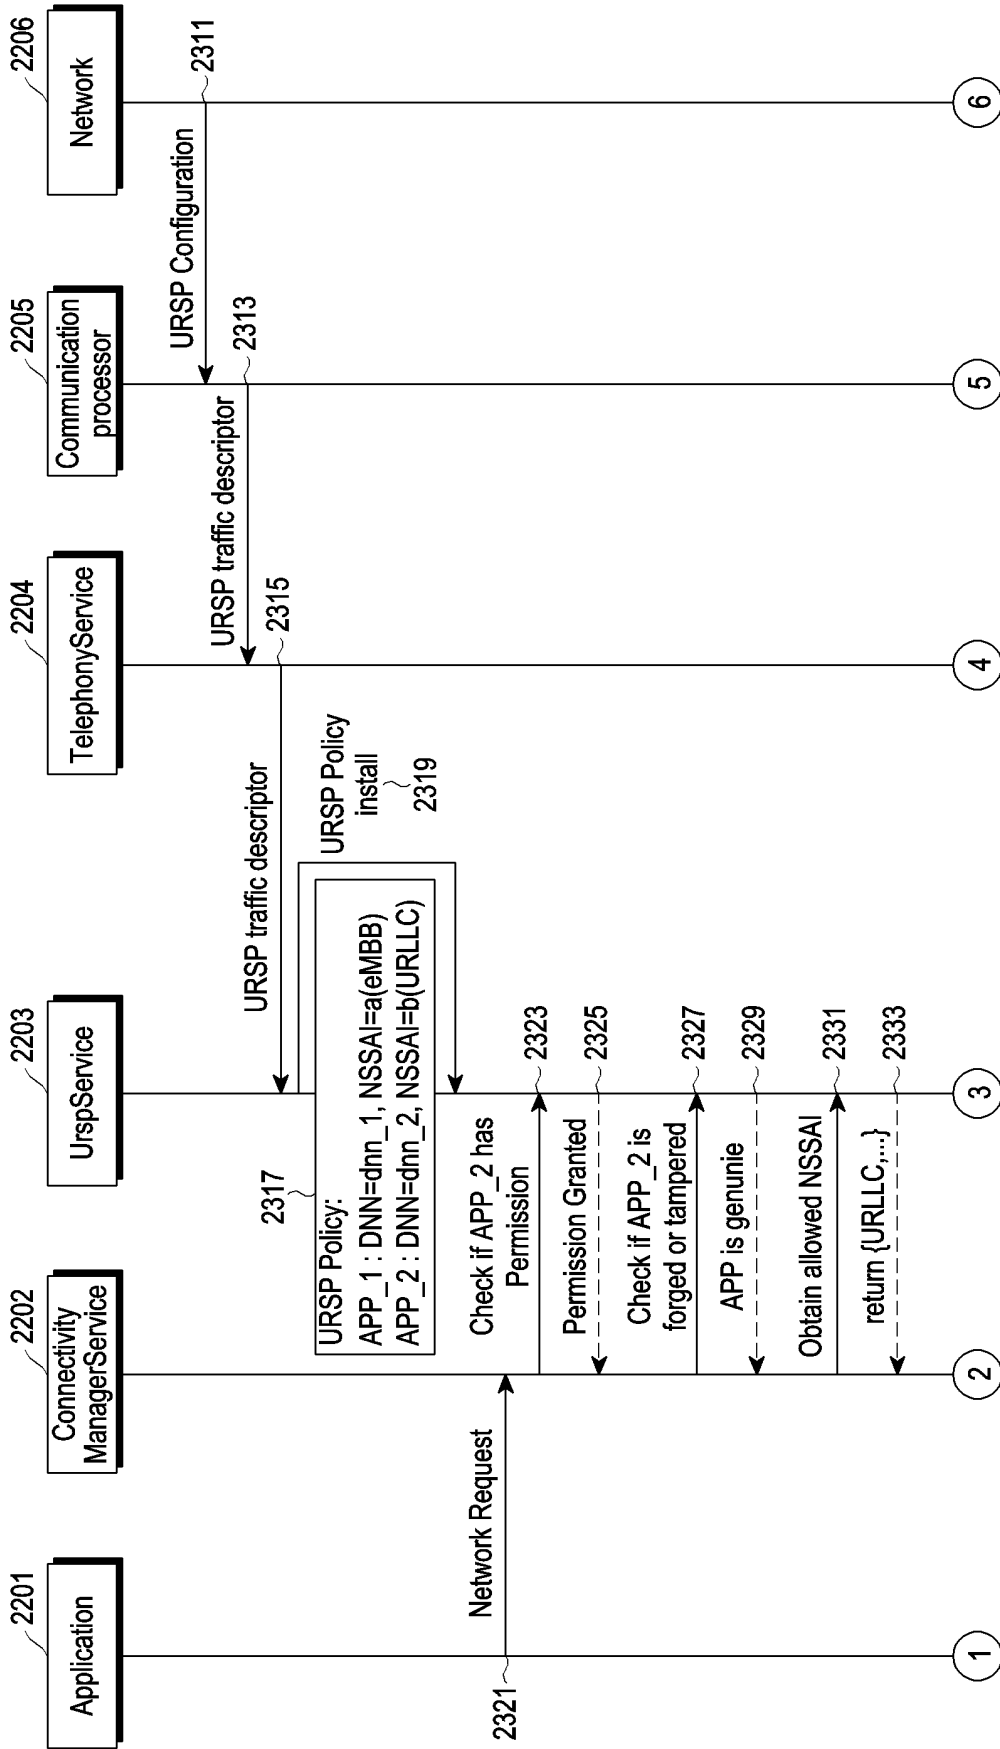 2201
Application
2202
Connectivity
ManagerService
2203
UrspService
2204
TelephonyService
2205
Communication
processor
2206
Network
URSP Configuration
2311
URSP traffic descriptor
2313
URSP traffic descriptor
2315
2317
URSP Policy:
APP_1 : DNN=dnn_1, NSSAI=a(eMBB)
APP_2 : DNN=dnn_2, NSSAI=b(URLLC)
URSP Policy
install
2319
2321
Network Request
Check if APP_2 has
Permission
2323
Permission Granted
2325
Check if APP_2 is
forged or tampered
2327
APP is genunie
2329
Obtain allowed NSSAI
2331
return {URLLC,...}
2333
1
2
3
4
5
6